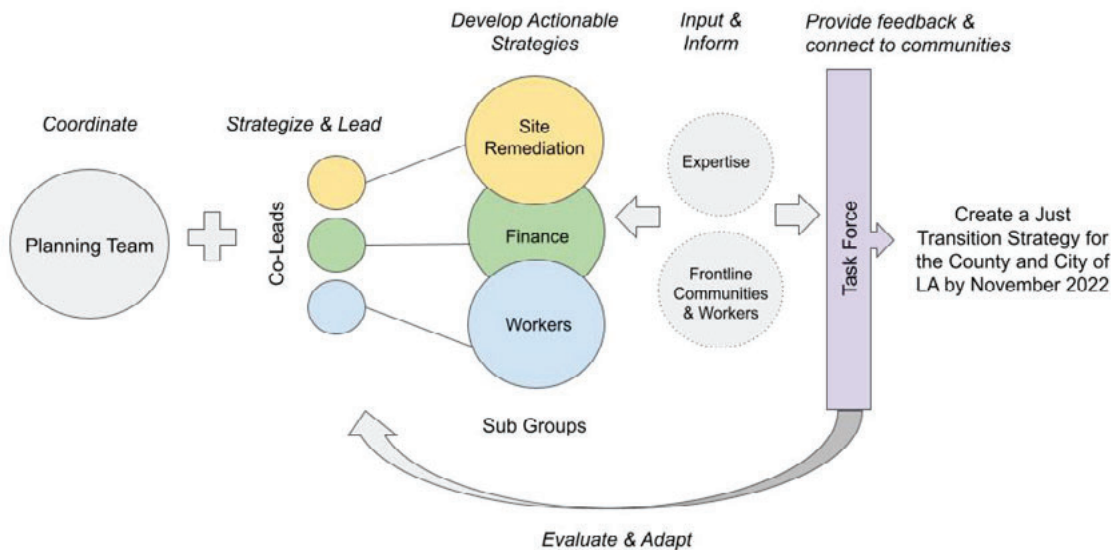 Develop Actionable
Strategies
Input &
Inform
Provide feedback &
connect to communities
Coordinate
Strategize & Lead
Planning Team
Co-Leads
Site
Remediation
Finance
Workers
Sub Groups
Expertise
Frontline
Communities
& Workers
Task Force
Create a Just
Transition Strategy for
the County and City of
LA by November 2022
Evaluate & Adapt